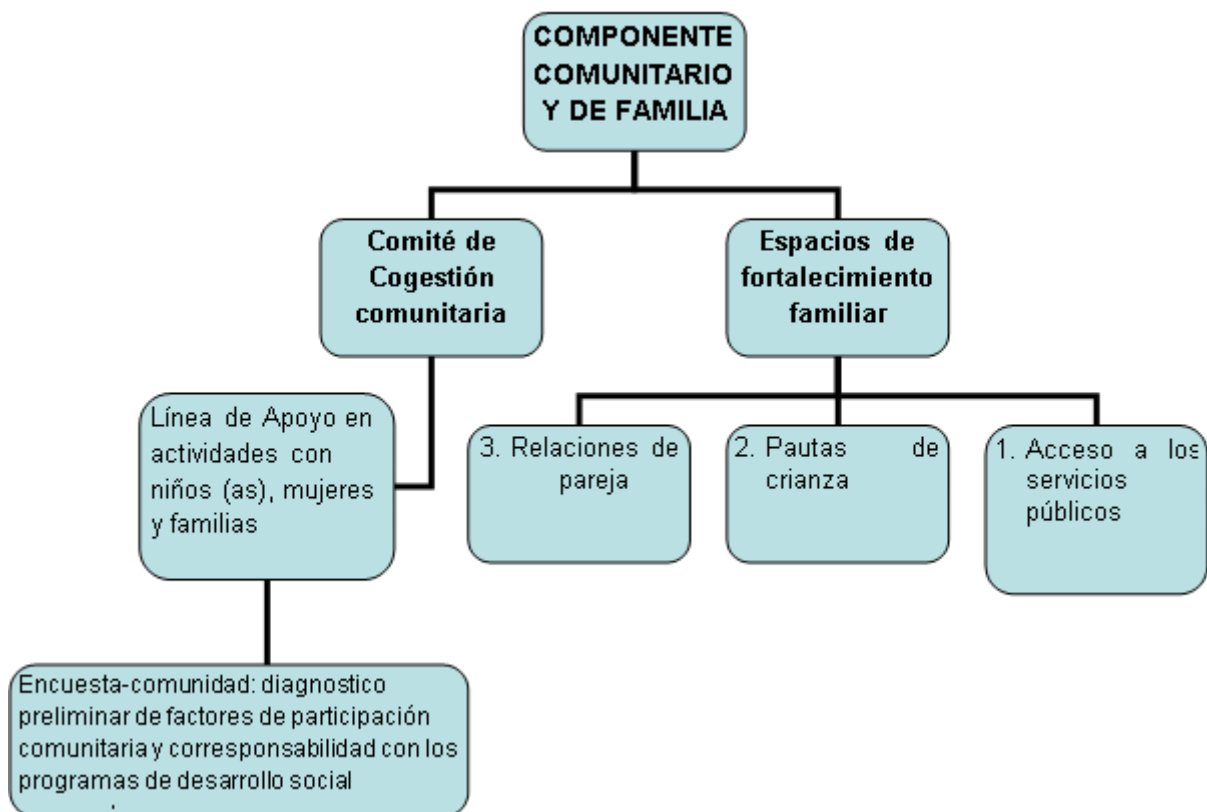 COMPONENTE
COMUNITARIO
Y DE FAMILIA
Comité de
Cogestión
comunitaria
Espacios de
fortalecimiento
familiar
Línea de Apoyo en
actividades con
niños (as), mujeres
y familias
3. Relaciones de
pareja
2. Pautas de
crianza
1. Acceso a los
servicios
públicos
Encuesta-comunidad: diagnostico
preliminar de factores de participación
comunitaria y corresponsabilidad con los
programas de desarrollo social